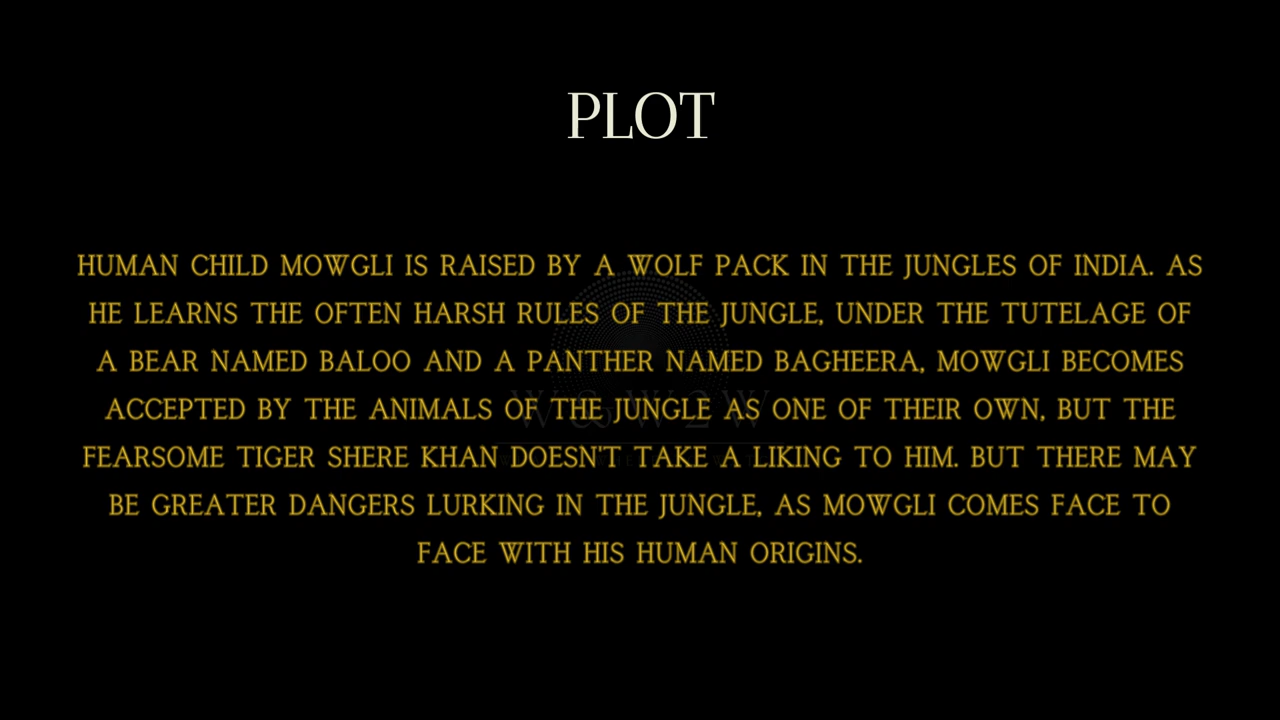 PLOT
HUMAN CHILD MOWGLI IS RAISED BY A WOLF PACK IN THE JUNGLES OF INDIA. AS
HE LEARNS THE OFTEN HARSH RULES OF THE JUNGLE, UNDER THE TUTELAGE OF
A BEAR NAMED BALOO AND A PANTHER NAMED BAGHEERA, MOWGLI BECOMES
ACCEPTED BY THE ANIMALS OF THE JUNGLE AS ONE OF THEIR OWN, BUT THE
FEARSOME TIGER SHERE KHAN DOESN'T TAKE A LIKING TO HIM. BUT THERE MAY
BE GREATER DANGERS LURKING IN THE JUNGLE, AS MOWGLI COMES FACE TO
FACE WITH HIS HUMAN ORIGINS.
W&W2W